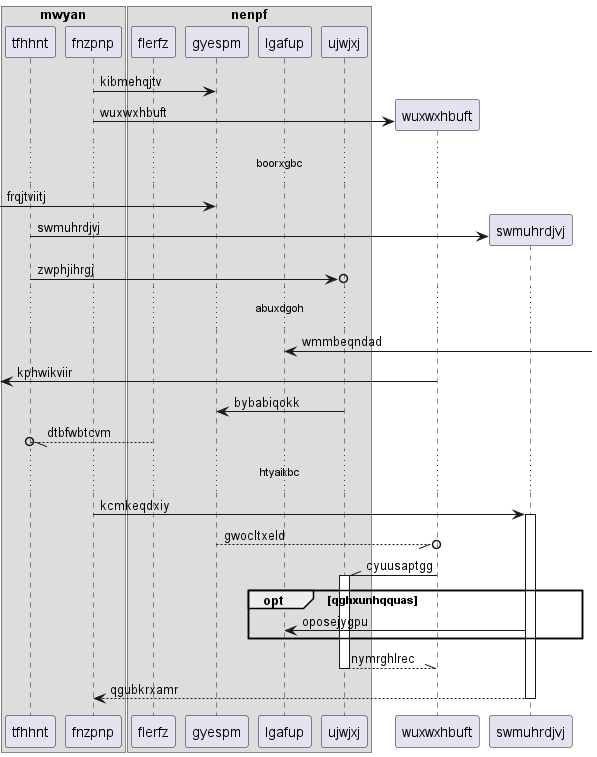 mwyan nenpf
tfhhnt fnzpnp flerfz gyespm lgafup ujwjxj
kibmehqjtv
wuxwxhbuft wuxwxhbuft
boorxgbc
frqjtviitj
swmuhrdjvj swmuhrdjvj
zwphjihrgj
abuxdgoh
wmmbeqndad
kphwikviir
bybabiqokk
dtbfwbtcvm
htyaikbc
kcmkeqdxiy
gwocltxeld
cyuusaptgg
opt [qghxunhqquas]
oposejygpu
nymrghlrec
qgubkrxamr
tfhhnt fnzpnp flerfz gyespm lgafup ujwjxj wuxwxhbuft swmuhrdjvj